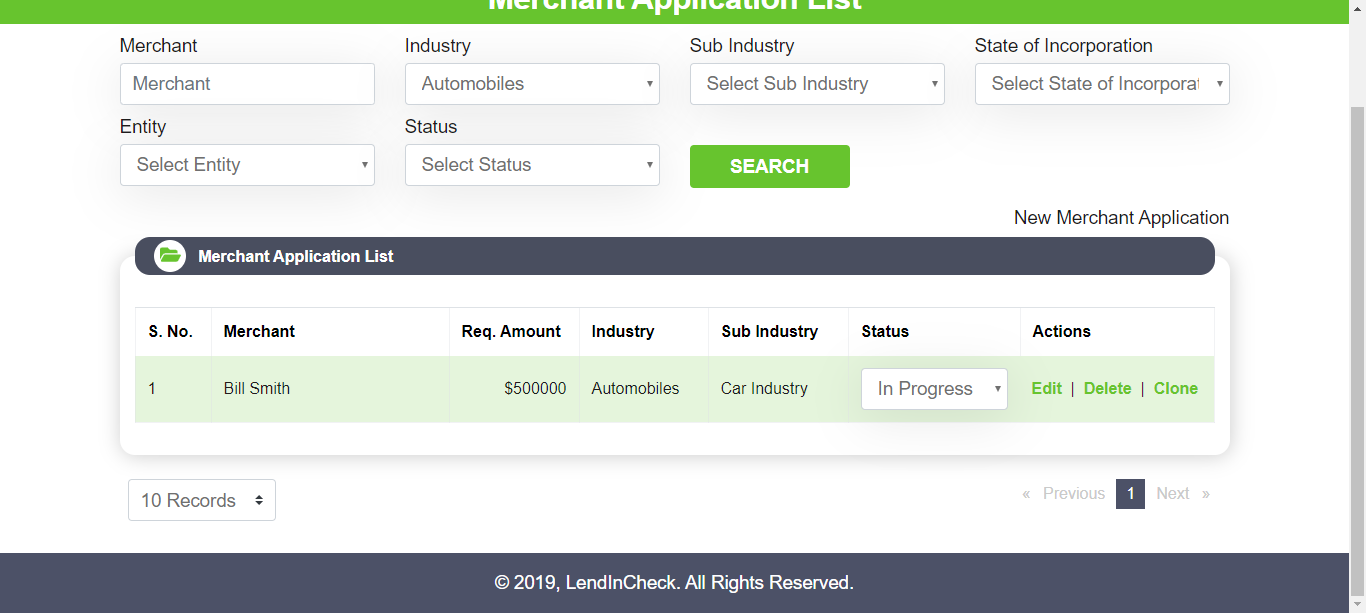 Merchant Application List
Merchant Industry Sub Industry State of Incorporation
Merchant Automobiles Select Sub Industry Select State of Incorporat
Entity Status
Select Entity Select Status SEARCH
New Merchant Application
Merchant Application List
S. No. Merchant Req. Amount Industry Sub Industry Status Actions
1 Bill Smith $500000 Automobiles Car Industry In Progress Edit | Delete | Clone
10 Records « Previous 1 Next »
© 2019, LendInCheck. All Rights Reserved.